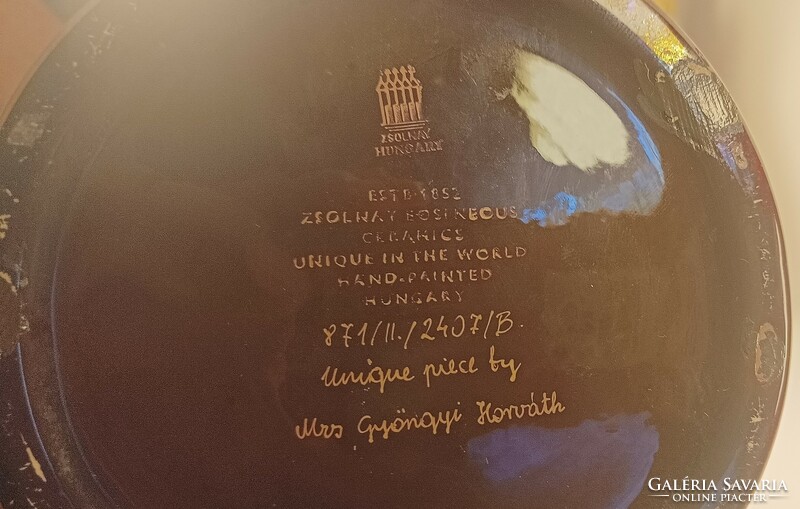 ZSOLNAY
HUNGARY
ESTB·1852
ZSOLNAY EOSINEOUS
CERAMICS
UNIQUE IN THE WORLD
HAND-PAINTED
HUNGARY
871/II./2407/B.
Unique piece by
Mrs Gyöngyi Horváth
GALÉRIA SAVARIA
ONLINE PIACTÉR